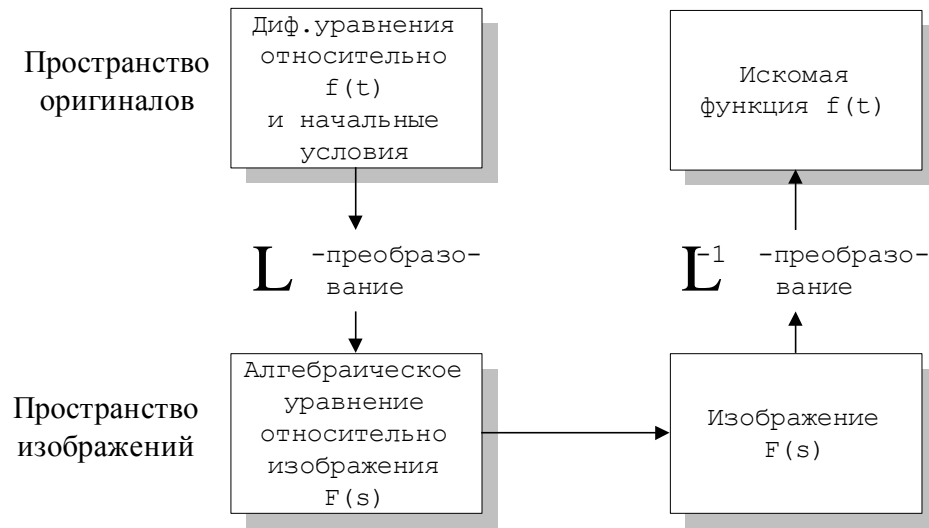 Пространство
оригиналов
Диф.уравнения
относительно
f(t)
и начальные
условия
Искомая
функция f(t)
L -преобразо-
вание
L-1 -преобразо-
вание
Пространство
изображений
Алгебраическое
уравнение
относительно
изображения
F(s)
Изображение
F(s)